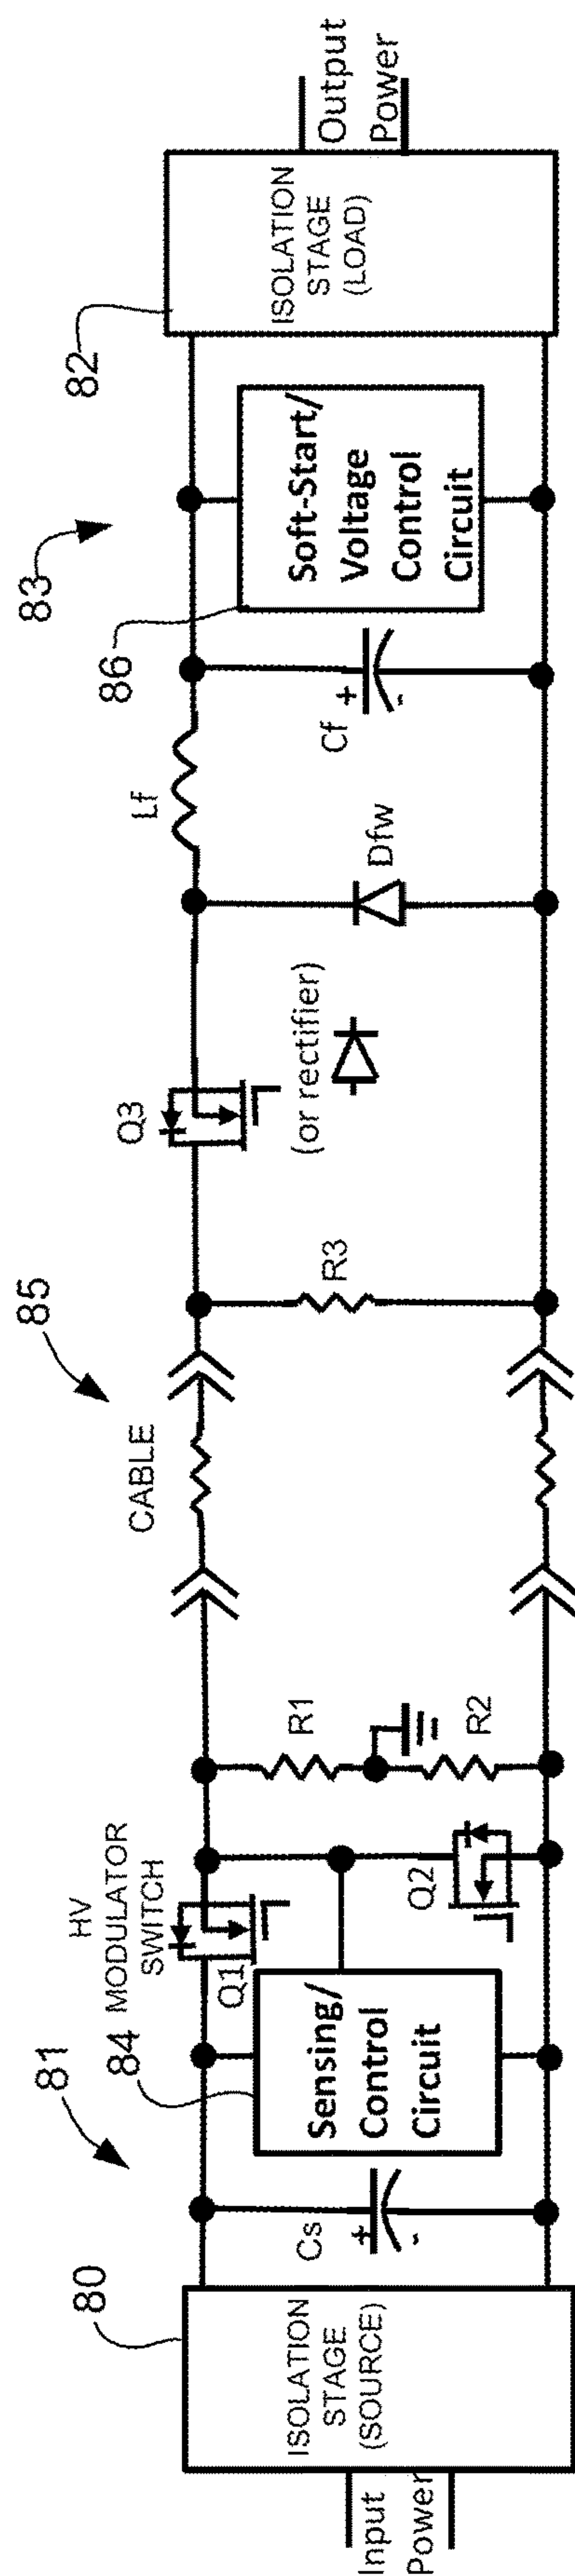 Input
Power
80
ISOLATION
STAGE
(SOURCE)
81
Cs
+
-
84
Sensing/
Control
Circuit
HV
MODULATOR
SWITCH
Q1
Q2
R1
R2
CABLE
85
R3
Q3
(or rectifier)
Dfw
Lf
Cf
+
-
83
86
Soft-Start/
Voltage
Control
Circuit
82
ISOLATION
STAGE
(LOAD)
Output
Power